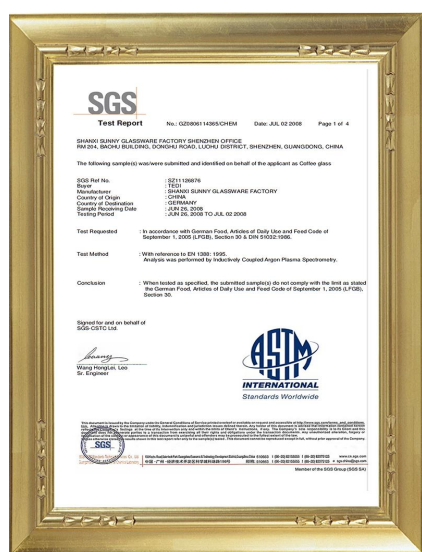 SGS
Test Report No.: GZ0806114365/CHEM Date: JUL 02 2008 Page 1 of 4
SHANXI SUNNY GLASSWARE FACTORY SHENZHEN OFFICE
RM 204, BAOHU BUILDING, DONGHU ROAD, LUOHU DISTRICT, SHENZHEN, GUANGDONG, CHINA
The following sample(s) was/were submitted and identified on behalf of the applicant as Coffee glass
SGS Ref No. : SZ11126876
Buyer : TEDI
Manufacturer : SHANXI SUNNY GLASSWARE FACTORY
Country of Origin : CHINA
Country of Destination : GERMANY
Sample Receiving Date : JUN 26, 2008
Testing Period : JUN 26, 2008 TO JUL 02 2008
Test Requested : In accordance with German Food, Articles of Daily Use and Feed Code of
September 1, 2005 (LFGB), Section 30 & DIN 51032:1986.
Test Method : With reference to EN 1388: 1995.
Analysis was performed by Inductively Coupled Argon Plasma Spectrometry.
Conclusion : When tested as specified, the submitted sample(s) do not comply with the limit as stated
the German Food, Articles of Daily Use and Feed Code of September 1, 2005 (LFGB),
Section 30.
Signed for and on behalf of
SGS-CSTC Ltd.
Wang HongLei, Leo
Sr. Engineer
ASTM
INTERNATIONAL
Standards Worldwide
SGS
Member of the SGS Group (SGS SA)